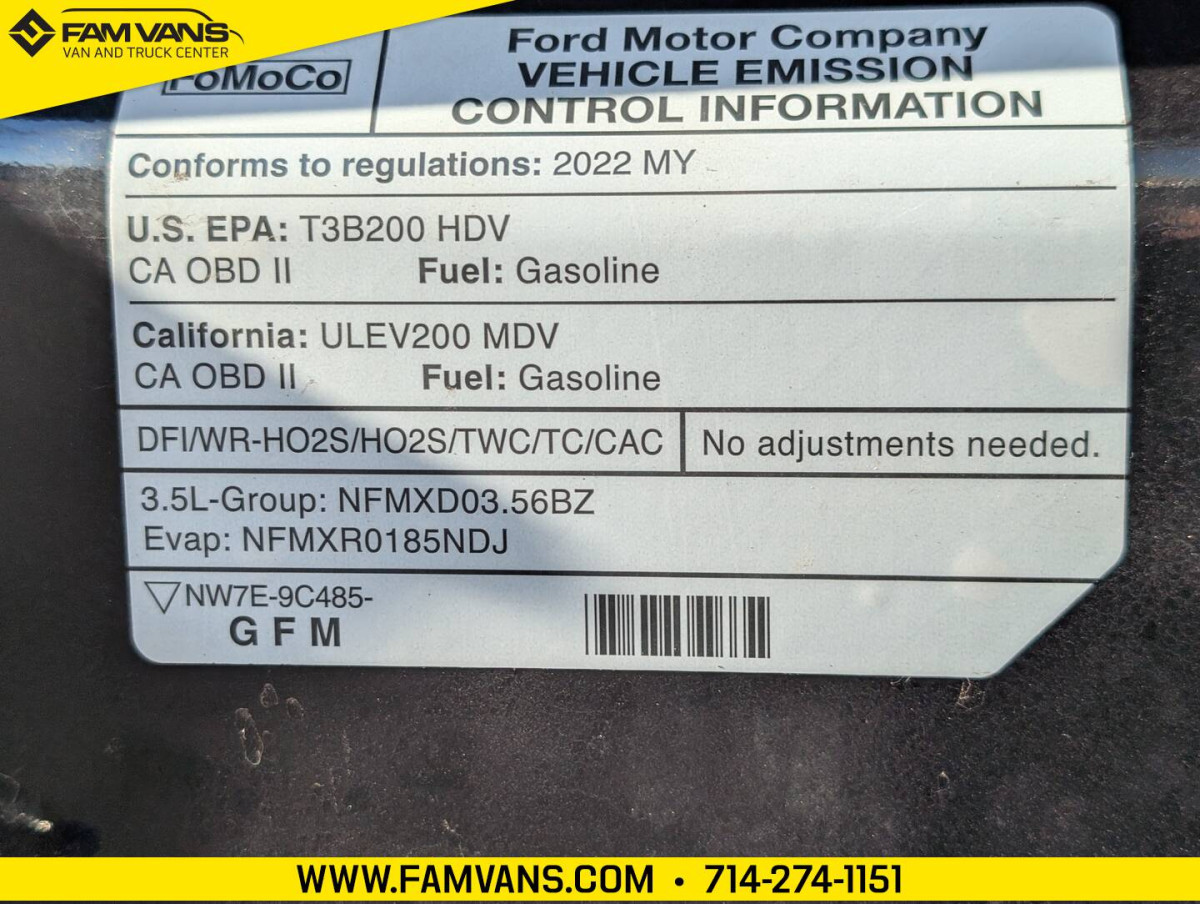 FAM VANS
VAN AND TRUCK CENTER
FoMoCo
Ford Motor Company
VEHICLE EMISSION
CONTROL INFORMATION
Conforms to regulations: 2022 MY
U.S. EPA: T3B200 HDV
CA OBD II Fuel: Gasoline
California: ULEV200 MDV
CA OBD II Fuel: Gasoline
DFI/WR-HO2S/HO2S/TWC/TC/CAC No adjustments needed.
3.5L-Group: NFMXD03.56BZ
Evap: NFMXR0185NDJ
NW7E-9C485-
G F M
WWW.FAMVANS.COM • 714-274-1151